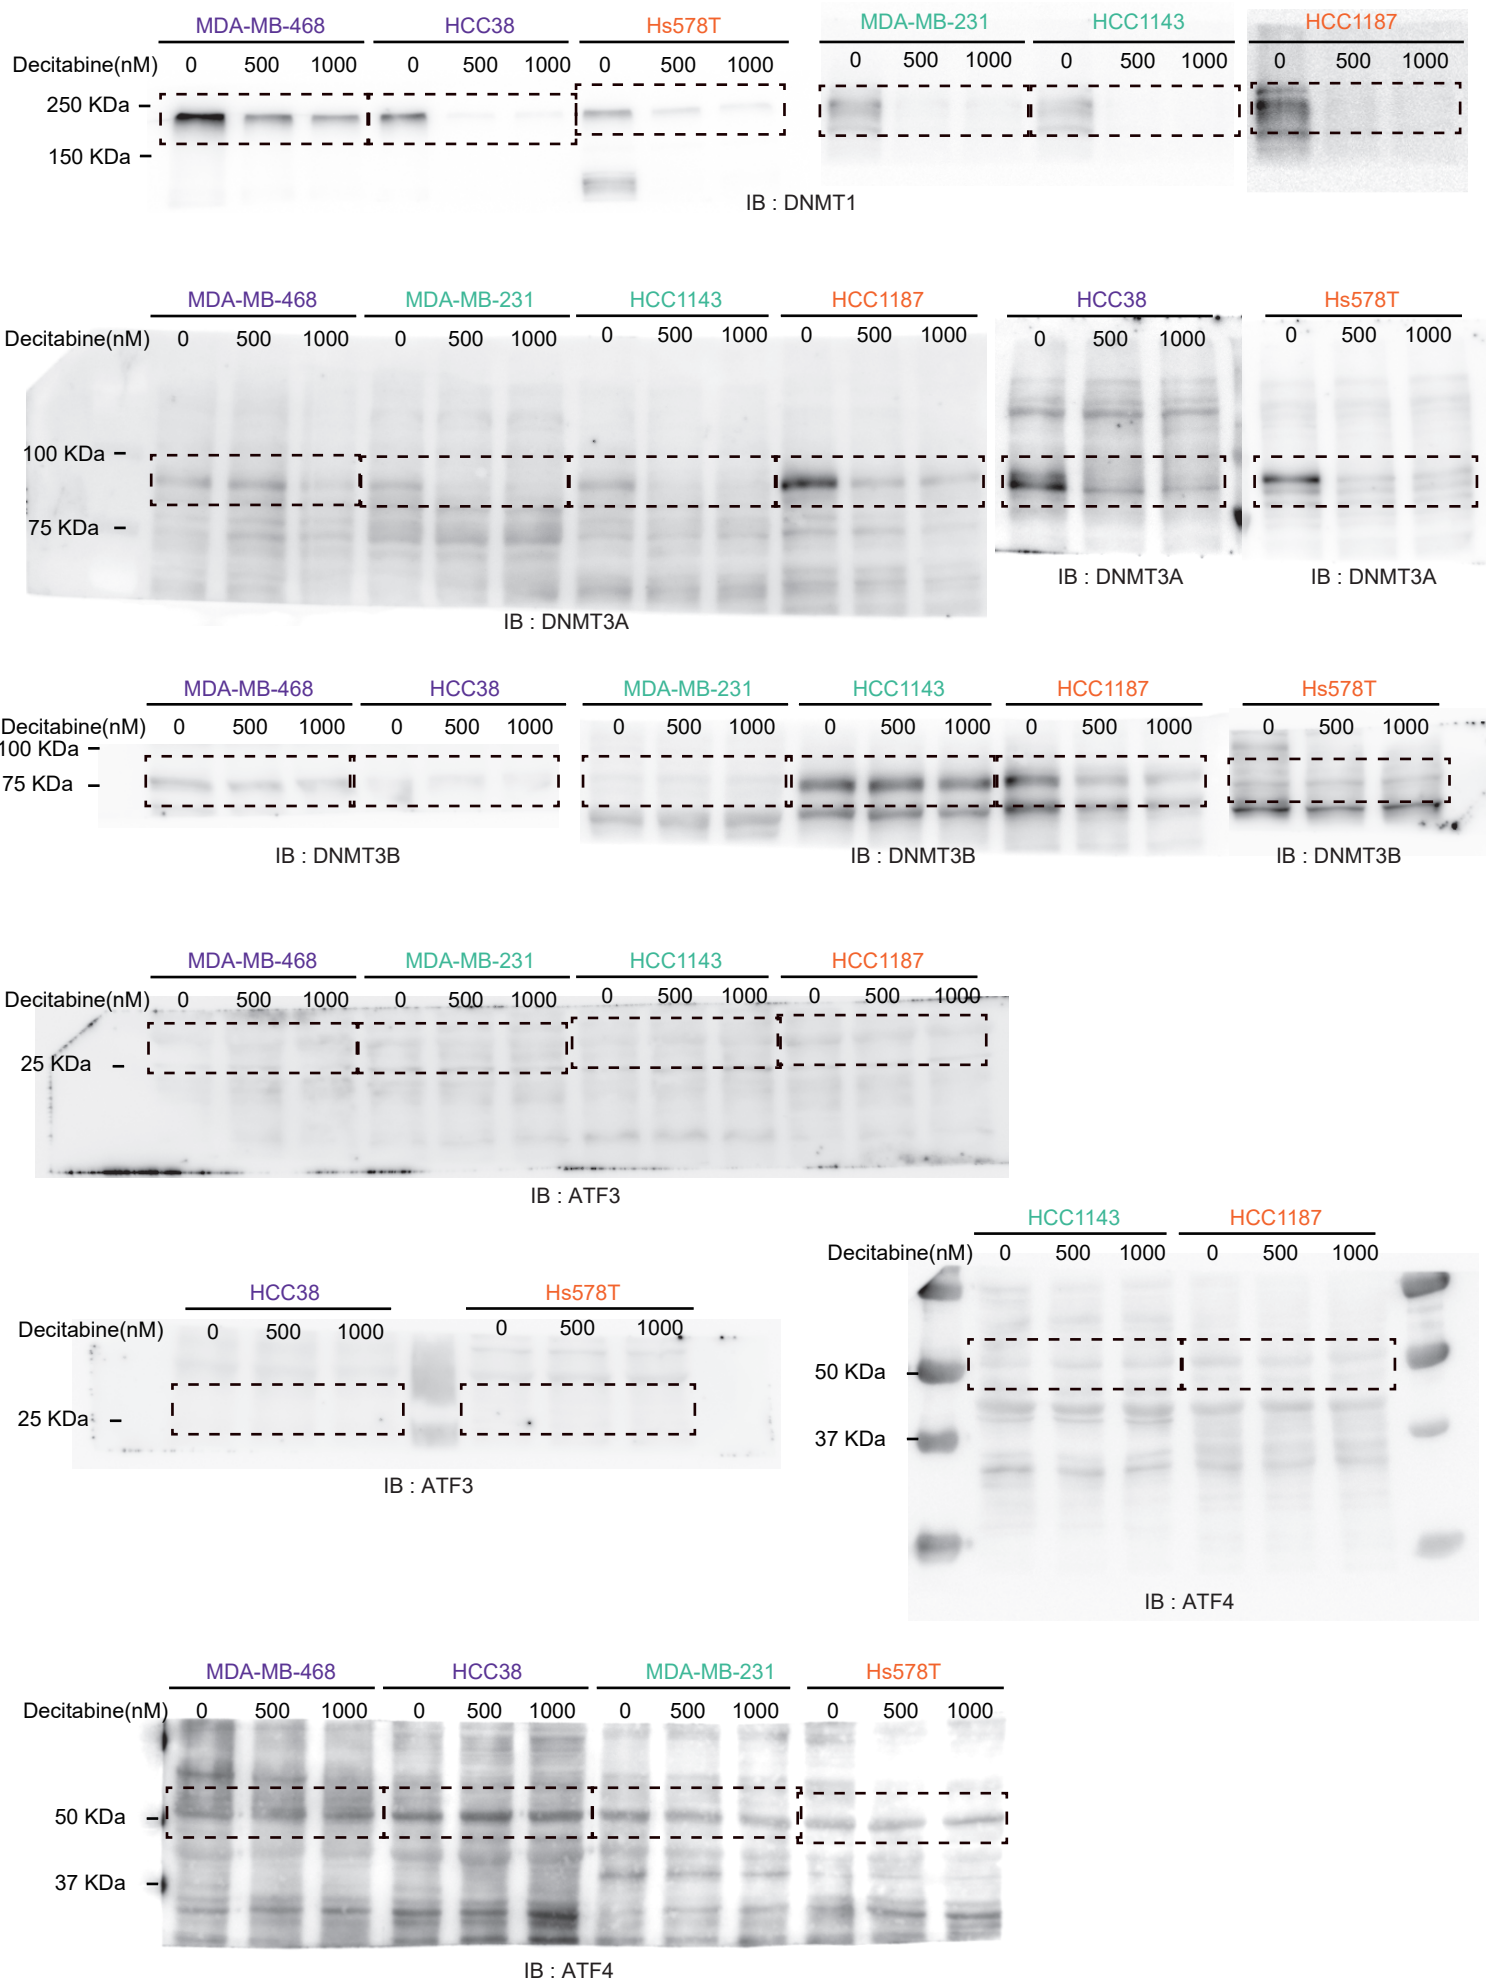 MDA-MB-468 HCC38 Hs578T MDA-MB-231 HCC1143 HCC1187
Decitabine(nM) 0 500 1000 0 500 1000 0 500 1000 0 500 1000 0 500 1000 0 500 1000
250 KDa
150 KDa
IB : DNMT1
MDA-MB-468 MDA-MB-231 HCC1143 HCC1187 HCC38 Hs578T
Decitabine(nM) 0 500 1000 0 500 1000 0 500 1000 0 500 1000 0 500 1000 0 500 1000
100 KDa
75 KDa
IB : DNMT3A IB : DNMT3A
IB : DNMT3A
MDA-MB-468 HCC38 MDA-MB-231 HCC1143 HCC1187 Hs578T
Decitabine(nM) 0 500 1000 0 500 1000 0 500 1000 0 500 1000 0 500 1000 0 500 1000
100 KDa
75 KDa
IB : DNMT3B IB : DNMT3B IB : DNMT3B
MDA-MB-468 MDA-MB-231 HCC1143 HCC1187
Decitabine(nM) 0 500 1000 0 500 1000 0 500 1000 0 500 1000
25 KDa
IB : ATF3
HCC1143 HCC1187
Decitabine(nM) 0 500 1000 0 500 1000
50 KDa
37 KDa
IB : ATF4
HCC38 Hs578T
Decitabine(nM) 0 500 1000 0 500 1000
25 KDa
IB : ATF3
MDA-MB-468 HCC38 MDA-MB-231 Hs578T
Decitabine(nM) 0 500 1000 0 500 1000 0 500 1000 0 500 1000
50 KDa
37 KDa
IB : ATF4